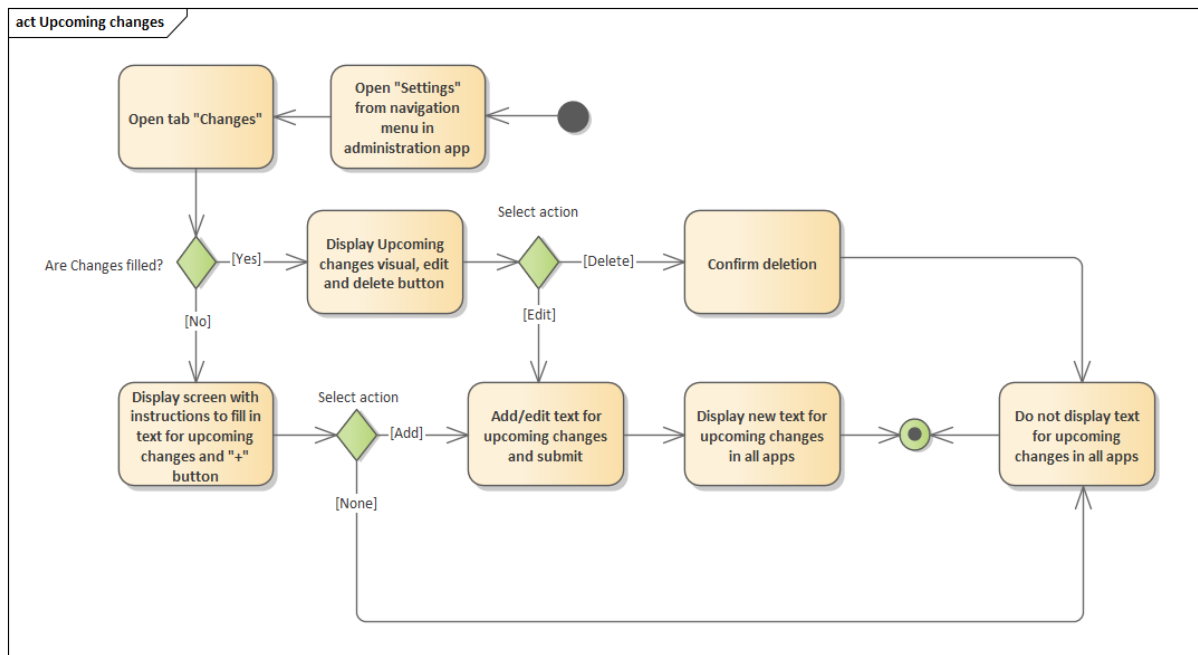 act Upcoming changes
Open tab "Changes"
Open "Settings"
from navigation
menu in
administration app
Are Changes filled?
[Yes]
[No]
Display Upcoming
changes visual, edit
and delete button
Select action
[Delete]
[Edit]
Confirm deletion
Display screen with
instructions to fill in
text for upcoming
changes and "+"
button
Select action
[Add]
[None]
Add/edit text for
upcoming changes
and submit
Display new text for
upcoming changes
in all apps
Do not display text
for upcoming
changes in all apps